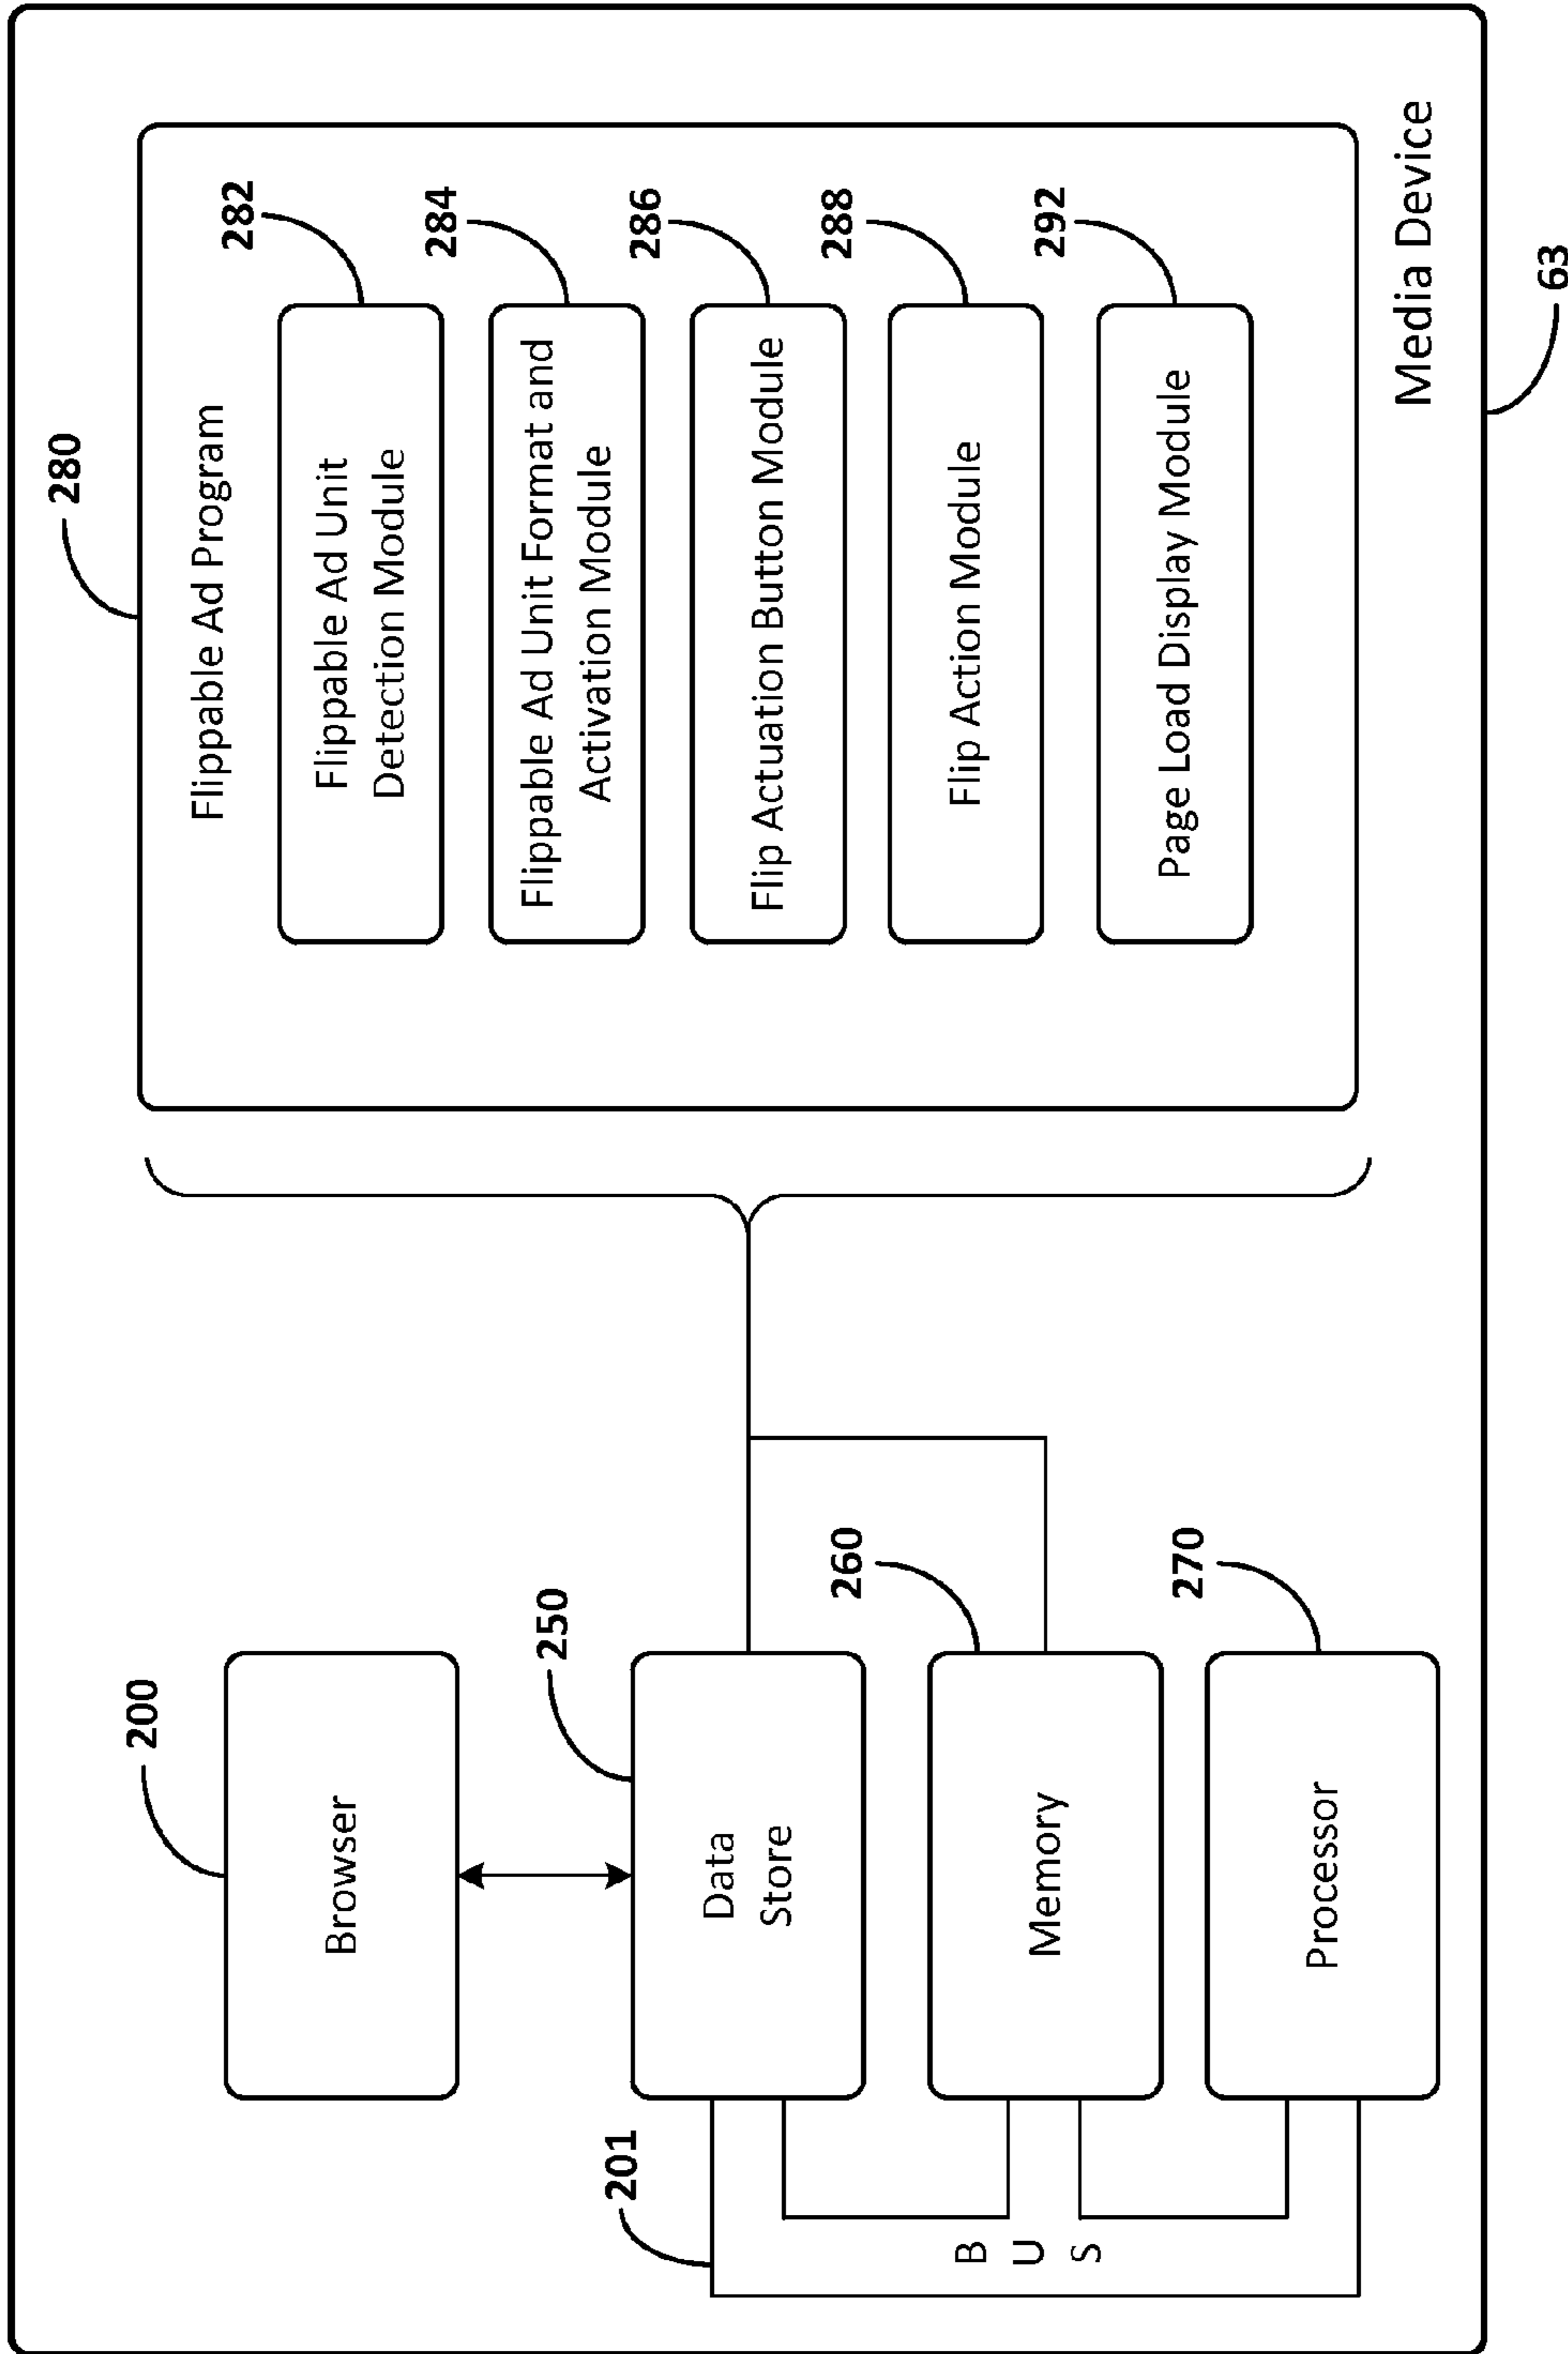 280
Flippable Ad Program
282
Flippable Ad Unit
Detection Module
284
Flippable Ad Unit Format and
Activation Module
286
Flip Actuation Button Module
288
Flip Action Module
292
Page Load Display Module
Media Device
63
200
Browser
250
Data
Store
260
Memory
270
Processor
201
B
U
S